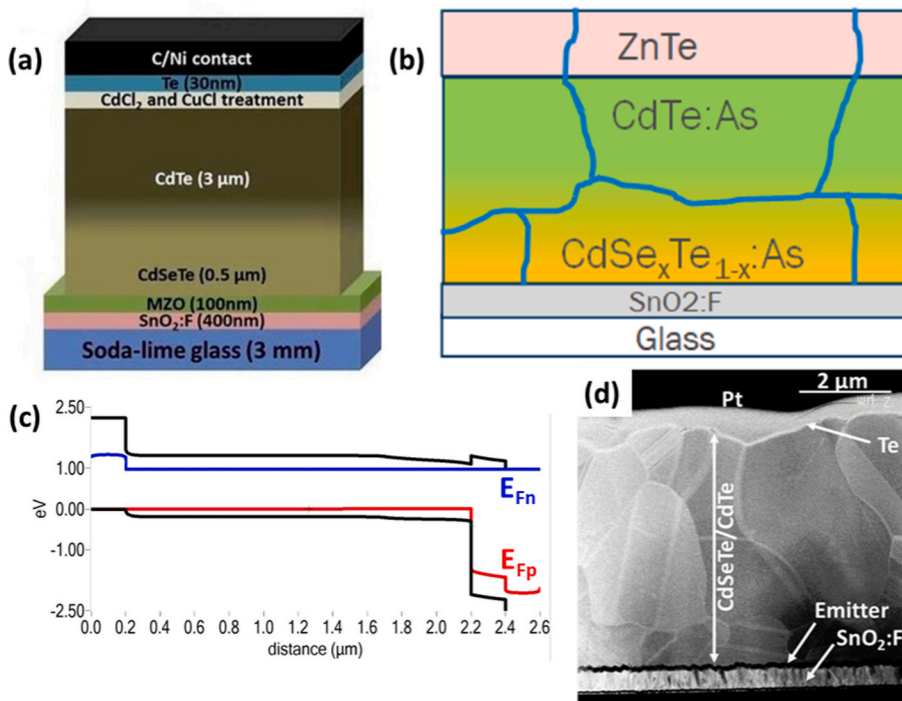 (a)
C/Ni contact
Te (30nm)
CdCl₂ and CuCl treatment
CdTe (3 μm)
CdSeTe (0.5 μm)
MZO (100nm)
SnO₂:F (400nm)
Soda-lime glass (3 mm)
(b)
ZnTe
CdTe:As
CdSeₓTe₁₋ₓ:As
SnO2:F
Glass
(c)
2.50
1.00
0.00
-1.00
-2.50
eV
E_Fn
E_Fp
0.0 0.2 0.4 0.6 0.8 1.0 1.2 1.4 1.6 1.8 2.0 2.2 2.4 2.6
distance (μm)
(d)
2 μm
Pt
Te
CdSeTe/CdTe
Emitter
SnO₂:F